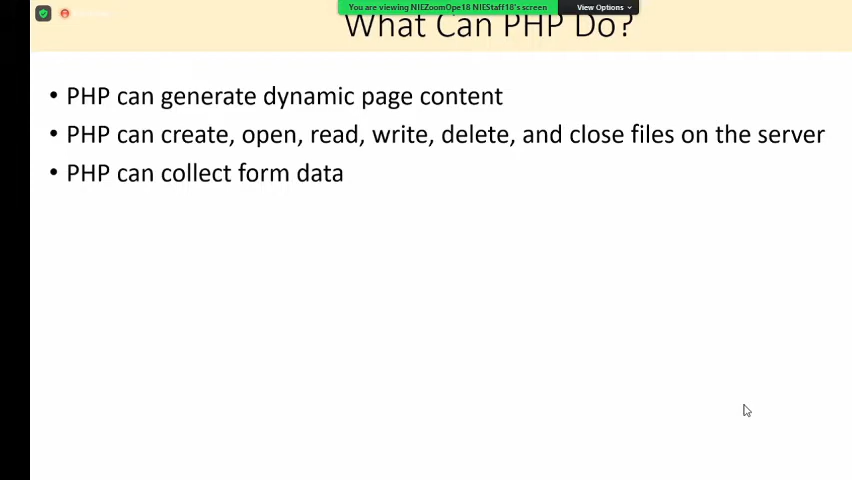 You are viewing NIEZoomOpe18 NIEStaff18's screen
View Options
What Can PHP Do?
• PHP can generate dynamic page content
• PHP can create, open, read, write, delete, and close files on the server
• PHP can collect form data